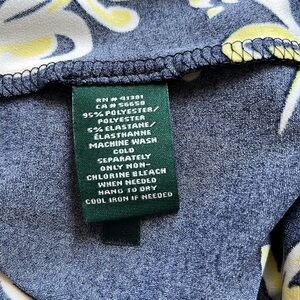 RN # 41381
CA # 56650
95% POLYESTER/
POLYESTER
5% ELASTANE/
ÉLASTHANNE
MACHINE WASH
COLD
SEPARATELY
ONLY NON-
CHLORINE BLEACH
WHEN NEEDED
HANG TO DRY
COOL IRON IF NEEDED